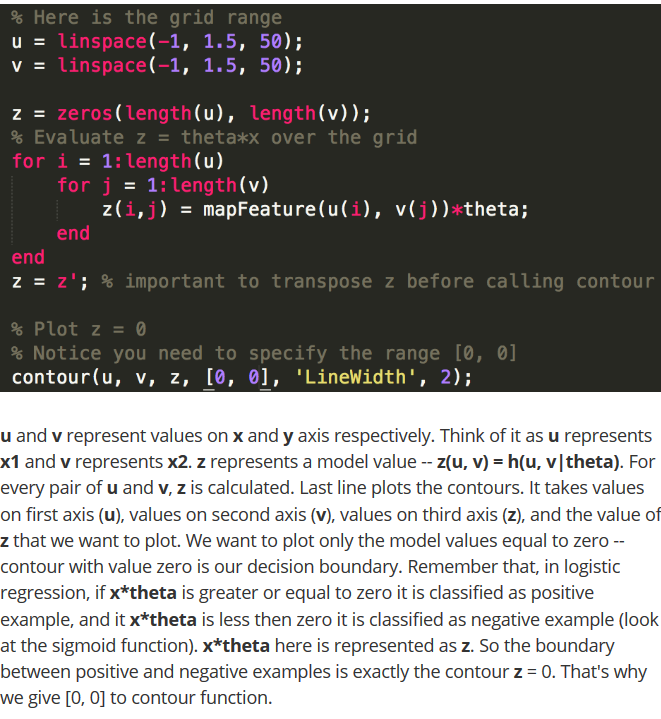 % Here is the grid range
u = linspace(-1, 1.5, 50);
v = linspace(-1, 1.5, 50);
z = zeros(length(u), length(v));
% Evaluate z = theta*x over the grid
for i = 1:length(u)
for j = 1:length(v)
z(i,j) = mapFeature(u(i), v(j))*theta;
end
end
z = z'; % important to transpose z before calling contour
% Plot z = 0
% Notice you need to specify the range [0, 0]
contour(u, v, z, [0, 0], 'LineWidth', 2);
u and v represent values on x and y axis respectively. Think of it as u represents
x1 and v represents x2. z represents a model value -- z(u, v) = h(u, v|theta). For
every pair of u and v, z is calculated. Last line plots the contours. It takes values
on first axis (u), values on second axis (v), values on third axis (z), and the value of
z that we want to plot. We want to plot only the model values equal to zero --
contour with value zero is our decision boundary. Remember that, in logistic
regression, if x*theta is greater or equal to zero it is classified as positive
example, and it x*theta is less then zero it is classified as negative example (look
at the sigmoid function). x*theta here is represented as z. So the boundary
between positive and negative examples is exactly the contour z = 0. That's why
we give [0, 0] to contour function.